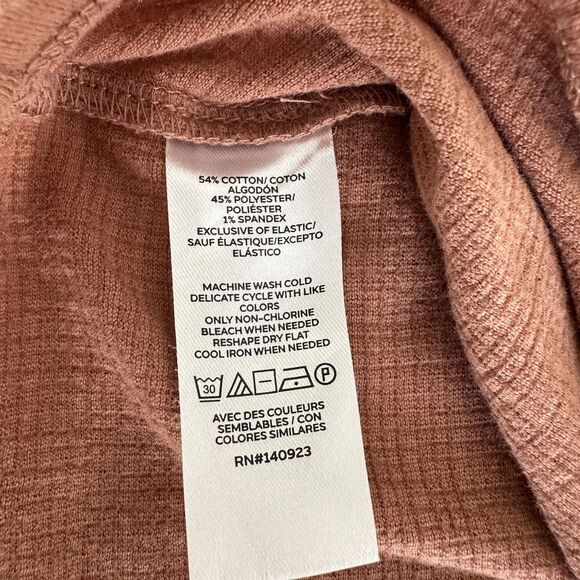 54% COTTON/ COTON
ALGODÓN
45% POLYESTER/
POLIÉSTER
1% SPANDEX
EXCLUSIVE OF ELASTIC/
SAUF ÉLASTIQUE/EXCEPTO
ELÁSTICO
MACHINE WASH COLD
DELICATE CYCLE WITH LIKE
COLORS
ONLY NON-CHLORINE
BLEACH WHEN NEEDED
RESHAPE DRY FLAT
COOL IRON WHEN NEEDED
30 P
AVEC DES COULEURS
SEMBLABLES / CON
COLORES SIMILARES
RN#140923